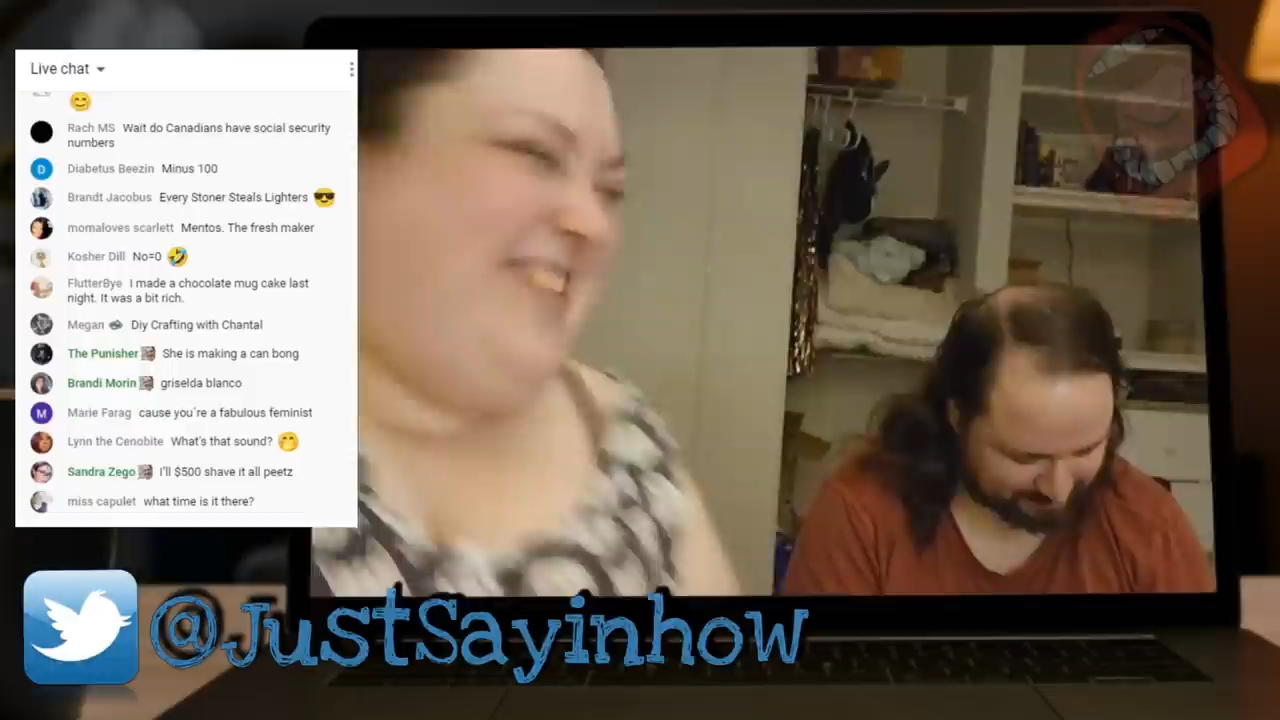 Live chat
Rach MS Wait do Canadians have social security
numbers
D Diabetus Beezin Minus 100
Brandt Jacobus Every Stoner Steals Lighters
momaloves scarlett Mentos. The fresh maker
Kosher Dill No=0
FlutterBye I made a chocolate mug cake last
night. It was a bit rich.
Megan Diy Crafting with Chantal
The Punisher She is making a can bong
Brandi Morin griselda blanco
M Marie Farag cause you´re a fabulous feminist
Lynn the Cenobite What's that sound?
Sandra Zego I'll $500 shave it all peetz
miss capulet what time is it there?
@JustSayinhow